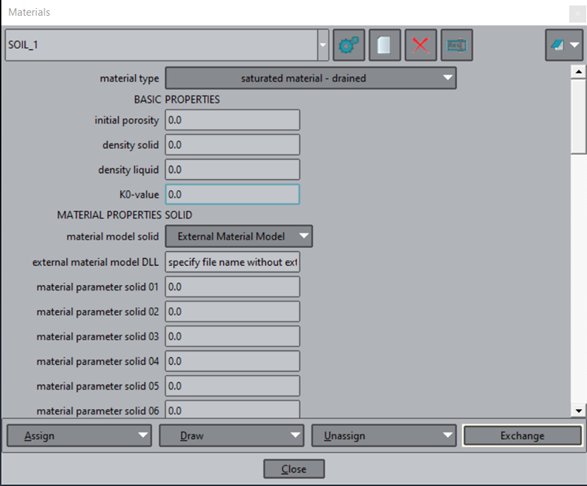 Materials
SOIL_1
material type saturated material - drained
BASIC PROPERTIES
initial porosity 0.0
density solid 0.0
density liquid 0.0
K0-value 0.0
MATERIAL PROPERTIES SOLID
material model solid External Material Model
external material model DLL specify file name without ext
material parameter solid 01 0.0
material parameter solid 02 0.0
material parameter solid 03 0.0
material parameter solid 04 0.0
material parameter solid 05 0.0
material parameter solid 06 0.0
Assign Draw Unassign Exchange
Close